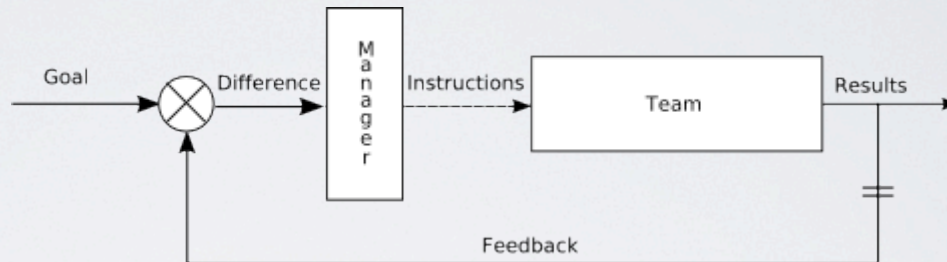 Goal
Difference
Manager
Instructions
Team
Results
Feedback